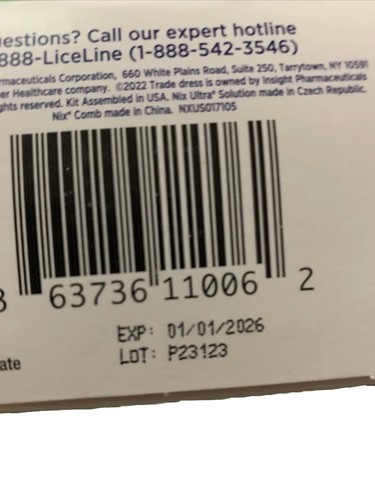 uestions? Call our expert hotline
888-LiceLine (1-888-542-3546)
rmaceuticals Corporation, 660 White Plains Road, Suite 250, Tarrytown, NY 10591
er Healthcare company. ©2022 Trade dress is owned by Insight Pharmaceuticals
ghts reserved. Kit Assembled in USA. Nix Ultra® Solution made in Czech Republic.
Nix® Comb made in China. NXUS017105
8 63736 11006 2
EXP: 01/01/2026
LOT: P23123
ate